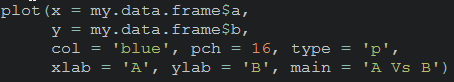 plot(x = my.data.frame$a,
y = my.data.frame$b,
col = 'blue', pch = 16, type = 'p',
xlab = 'A', ylab = 'B', main = 'A Vs B')